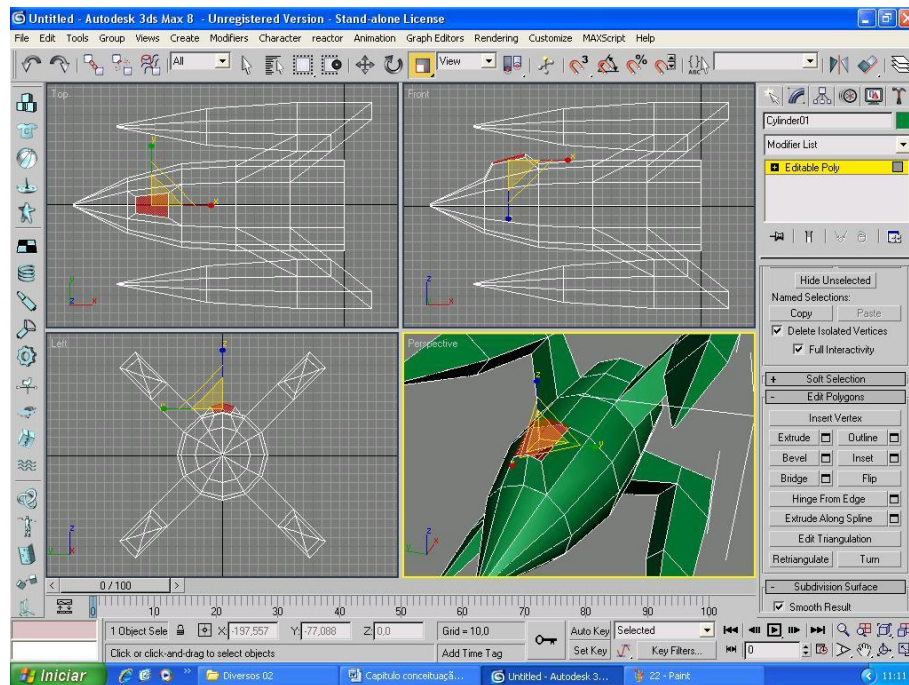 Untitled - Autodesk 3ds Max 8 - Unregistered Version - Stand-alone License
File Edit Tools Group Views Create Modifiers Character reactor Animation Graph Editors Rendering Customize MAXScript Help
All View
Top
Front
Left
Perspective
y
x
x
y
z x
z
x
y
z
y x
z
y
z
y x
Cylinder01
Modifier List
Editable Poly
Hide Unselected
Named Selections:
Copy Paste
Delete Isolated Vertices
Full Interactivity
+ Soft Selection
- Edit Polygons
Insert Vertex
Extrude Outline
Bevel Inset
Bridge Flip
Hinge From Edge
Extrude Along Spline
Edit Triangulation
Retriangulate Turn
- Subdivision Surface
Smooth Result
< 0 / 100 >
0 10 20 30 40 50 60 70 80 90 100
1 Object Sele X: -197,557 Y: -77,088 Z: 0,0 Grid = 10,0 Auto Key Selected
Click or click-and-drag to select objects Add Time Tag Set Key Key Filters... 0
Iniciar Diversos 02 Capitulo conceituaçã... Untitled - Autodesk 3... 22 - Paint 11:11